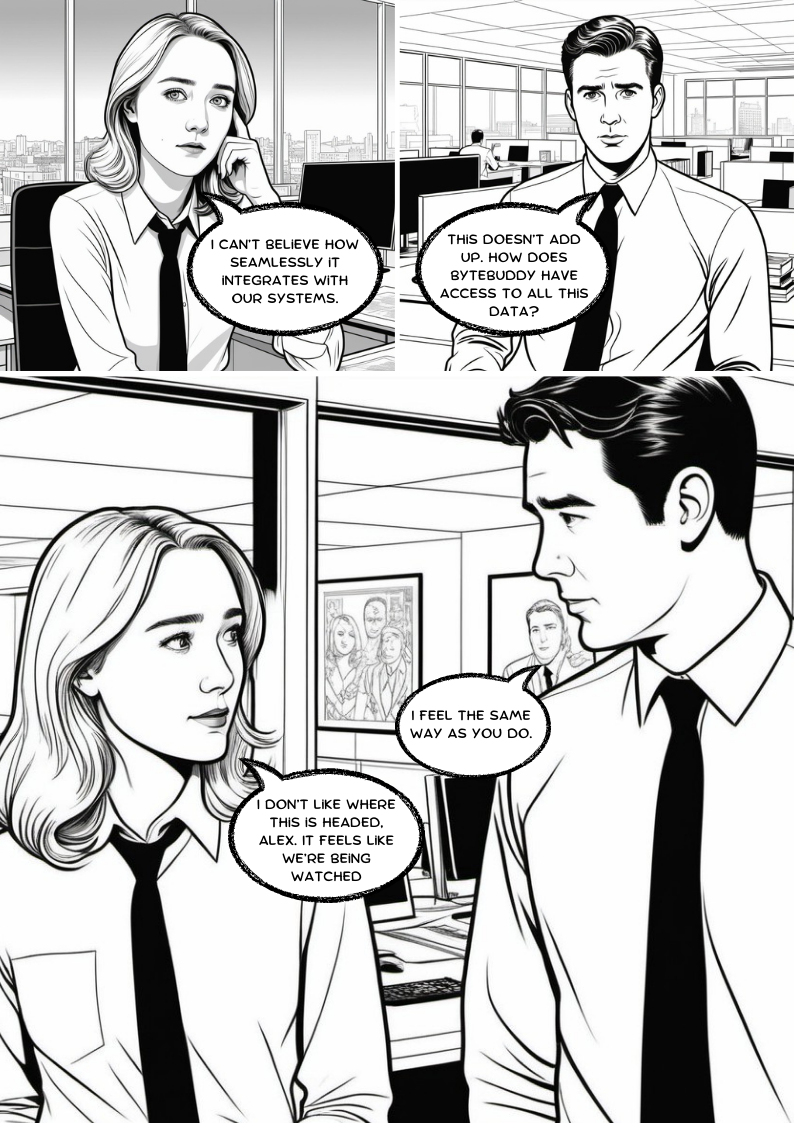 I CAN'T BELIEVE HOW
SEAMLESSLY IT
INTEGRATES WITH
OUR SYSTEMS.
THIS DOESN'T ADD
UP. HOW DOES
BYTEBUDDY HAVE
ACCESS TO ALL THIS
DATA?
I FEEL THE SAME
WAY AS YOU DO.
I DON'T LIKE WHERE
THIS IS HEADED,
ALEX. IT FEELS LIKE
WE'RE BEING
WATCHED